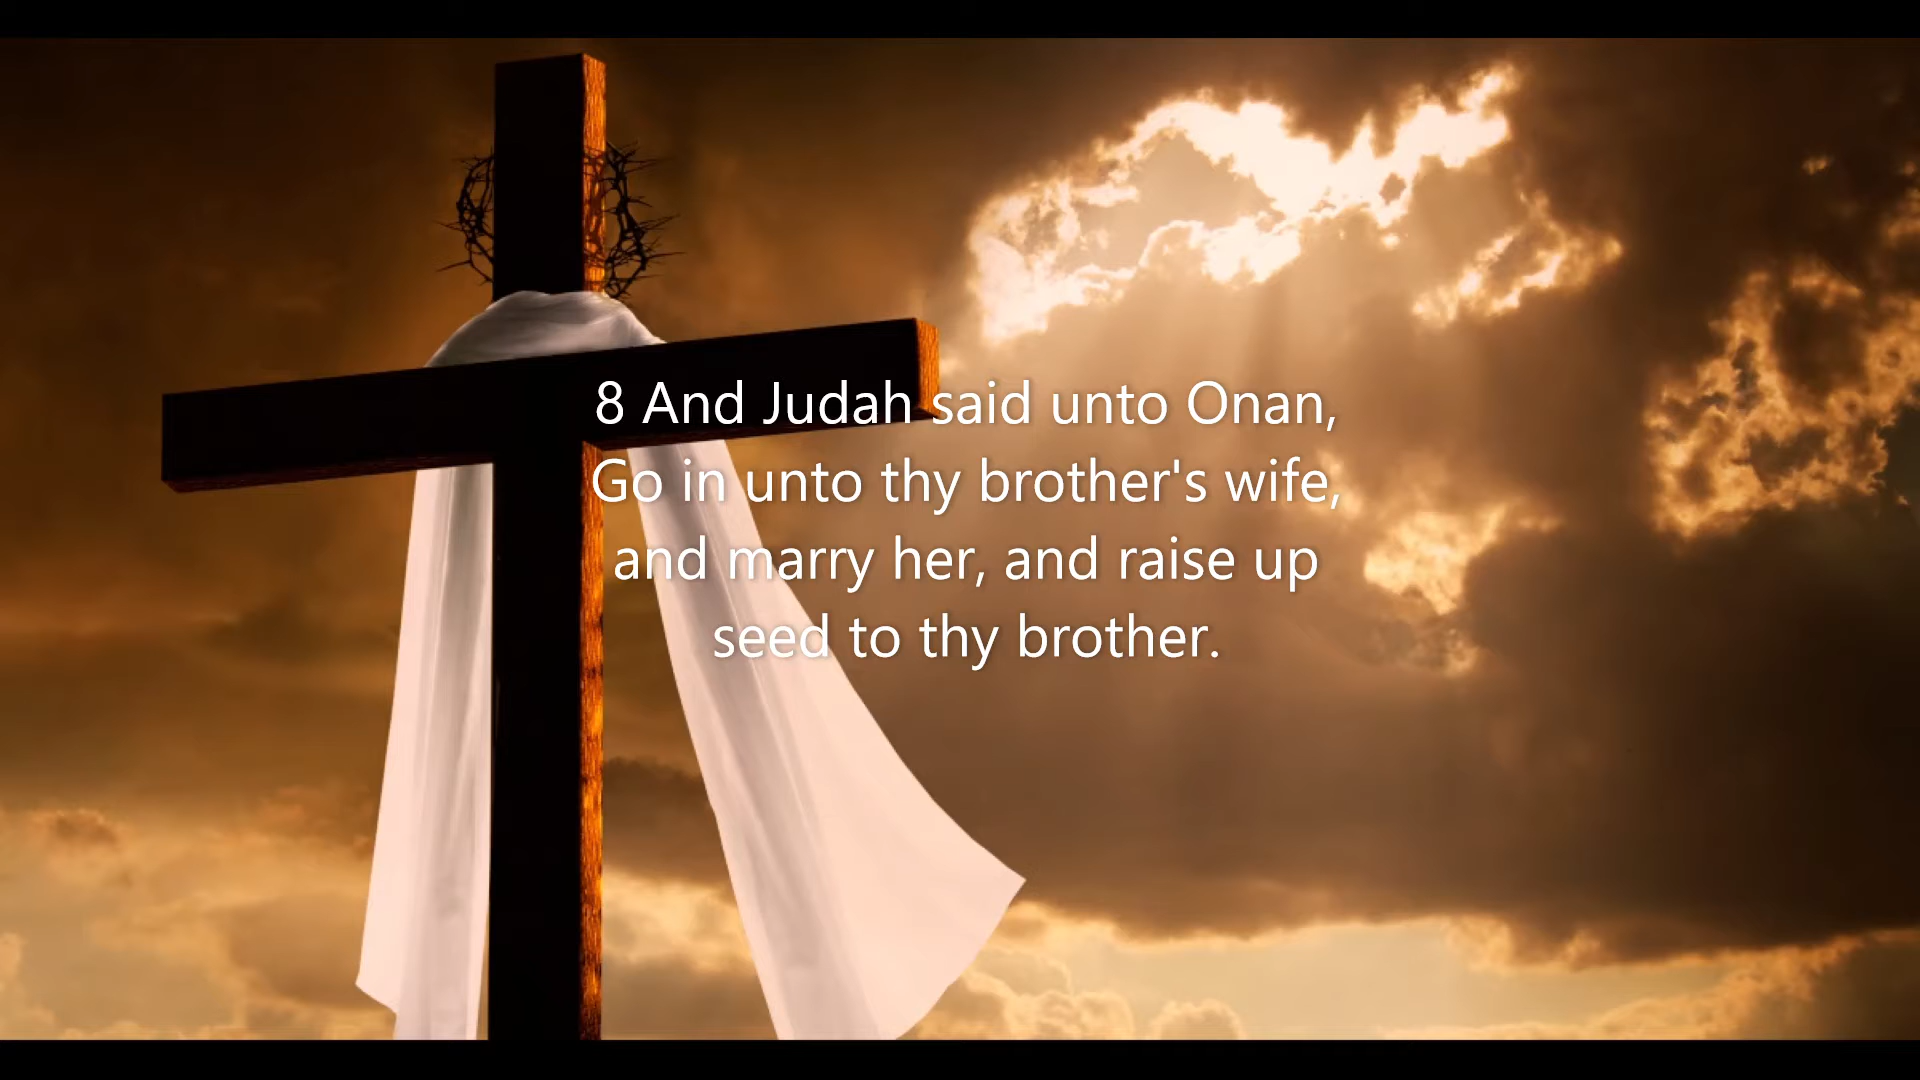 8 And Judah said unto Onan,
Go in unto thy brother's wife,
and marry her, and raise up
seed to thy brother.